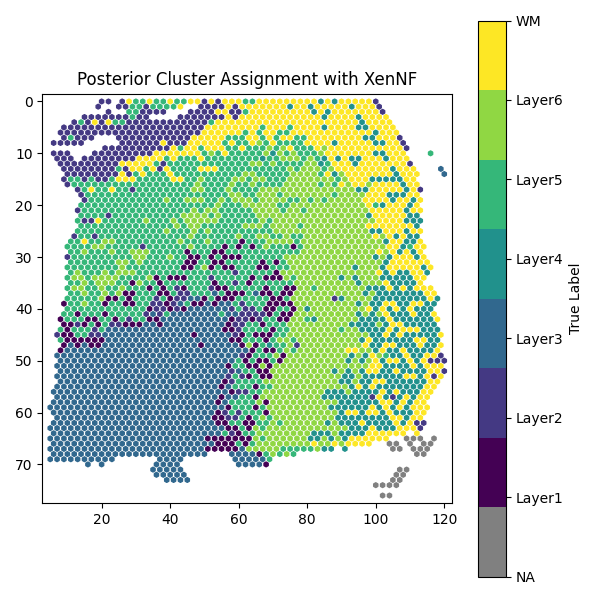 Posterior Cluster Assignment with XenNF
0
10
20
30
40
50
60
70
20 40 60 80 100 120
WM
Layer6
Layer5
Layer4
Layer3
Layer2
Layer1
NA
True Label